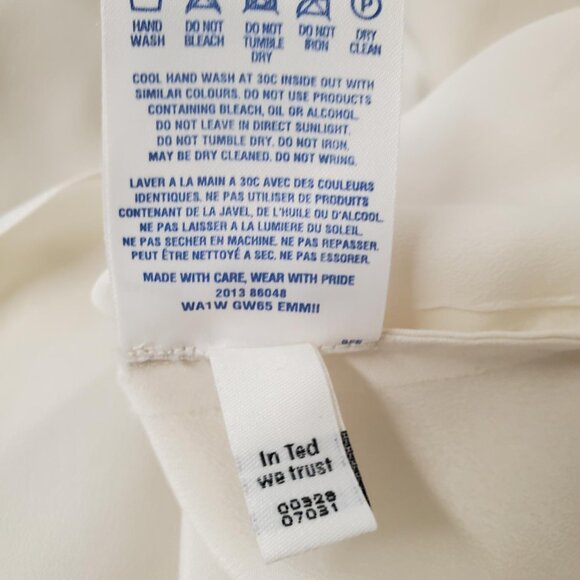 HAND WASH
DO NOT BLEACH
DO NOT TUMBLE DRY
DO NOT IRON
P
DRY CLEAN
COOL HAND WASH AT 30C INSIDE OUT WITH
SIMILAR COLOURS. DO NOT USE PRODUCTS
CONTAINING BLEACH, OIL OR ALCOHOL.
DO NOT LEAVE IN DIRECT SUNLIGHT.
DO NOT TUMBLE DRY. DO NOT IRON.
MAY BE DRY CLEANED. DO NOT WRING.
LAVER A LA MAIN A 30C AVEC DES COULEURS
IDENTIQUES. NE PAS UTILISER DE PRODUITS
CONTENANT DE LA JAVEL, DE L'HUILE OU D'ALCOOL.
NE PAS LAISSER A LA LUMIERE DU SOLEIL.
NE PAS SECHER EN MACHINE. NE PAS REPASSER.
PEUT ÊTRE NETTOYÉ A SEC. NE PAS ESSORER.
MADE WITH CARE, WEAR WITH PRIDE
2013 86048
WA1W GW65 EMMII
In Ted
we trust
00328
07031